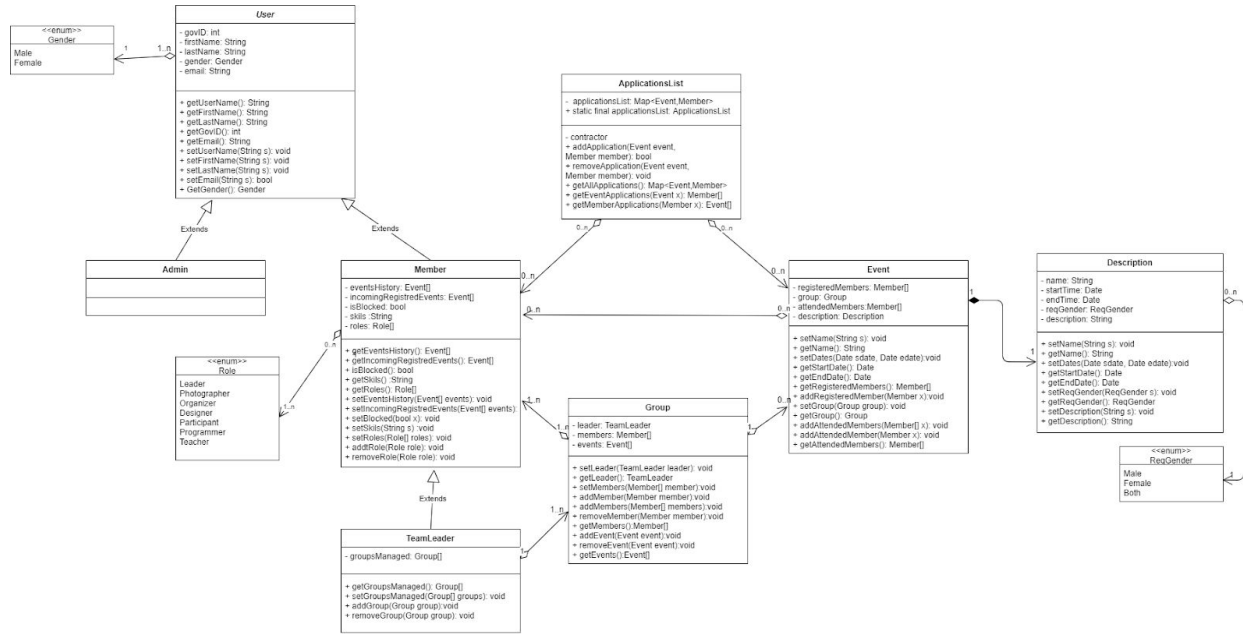 <<enum>>
Gender
Male
Female
1
1..n
User
- govID: int
- firstName: String
- lastName: String
- gender: Gender
- email: String
+ getUserName(): String
+ getFirstName(): String
+ getLastName(): String
+ getGovID(): int
+ getEmail(): String
+ setUserName(String s): void
+ setFirstName(String s): void
+ setLastName(String s): void
+ setEmail(String s): bool
+ GetGender(): Gender
Extends
Extends
Admin
ApplicationsList
- applicationsList: Map<Event,Member>
+ static final applicationsList: ApplicationsList
- contractor
+ addApplication(Event event,
Member member): bool
+ removeApplication(Event event,
Member member): void
+ getAllApplications(): Map<Event,Member>
+ getEventApplications(Event x): Member[]
+ getMemberApplications(Member x): Event[]
0..n
0..n
0..n
0..n
Member
- eventsHistory: Event[]
- incomingRegistredEvents: Event[]
- isBlocked: bool
- skils :String
- roles: Role[]
+ getEventsHistory(): Event[]
+ getIncomingRegistredEvents(): Event[]
+ isBlocked(): bool
+ getSkils() :String
+ getRoles(): Role[]
+ setEventsHistory(Event[] events): void
+ setIncomingRegistredEvents(Event[] events):
+ setBlocked(bool x): void
+ setSkils(String s): void
+ setRoles(Role[] roles): void
+ addtRole(Role role): void
+ removeRole(Role role): void
0..n
0..n
0..n
1..n
<<enum>>
Role
Leader
Photographer
Organizer
Designer
Participant
Programmer
Teacher
Event
- registeredMembers: Member[]
- group: Group
- attendedMembers:Member[]
- description: Description
+ setName(String s): void
+ getName(): String
+ setDates(Date sdate, Date edate):void
+ getStartDate(): Date
+ getEndDate(): Date
+ getRegisteredMembers(): Member[]
+ addRegisteredMember(Member x):void
+ setGroup(Group group): void
+ getGroup(): Group
+ addAttendedMembers(Member[] x): void
+ addAttendedMember(Member x): void
+ getAttendedMembers(): Member[]
1
1
Description
- name: String
- startTime: Date
- endTime: Date
- reqGender: ReqGender
- description: String
+ setName(String s): void
+ getName(): String
+ setDates(Date sdate, Date edate):void
+ getStartDate(): Date
+ getEndDate(): Date
+ setReqGender(ReqGender s): void
+ getReqGender(): ReqGender
+ setDescription(String s): void
+ getDescription(): String
0..n
1
<<enum>>
ReqGender
Male
Female
Both
Group
- leader: TeamLeader
- members: Member[]
- events: Event[]
+ setLeader(TeamLeader leader): void
+ getLeader(): TeamLeader
+ setMembers(Member[] member):void
+ addMember(Member member):void
+ addMembers(Member[] members):void
+ removeMember(Member member):void
+ getMembers():Member[]
+ addEvent(Event event):void
+ removeEvent(Event event):void
+ getEvents():Event[]
1..n
1..n
1
0..n
Extends
TeamLeader
- groupsManaged: Group[]
+ getGroupsManaged(): Group[]
+ setGroupsManaged(Group[] groups): void
+ addGroup(Group group):void
+ removeGroup(Group group): void
1
1..n